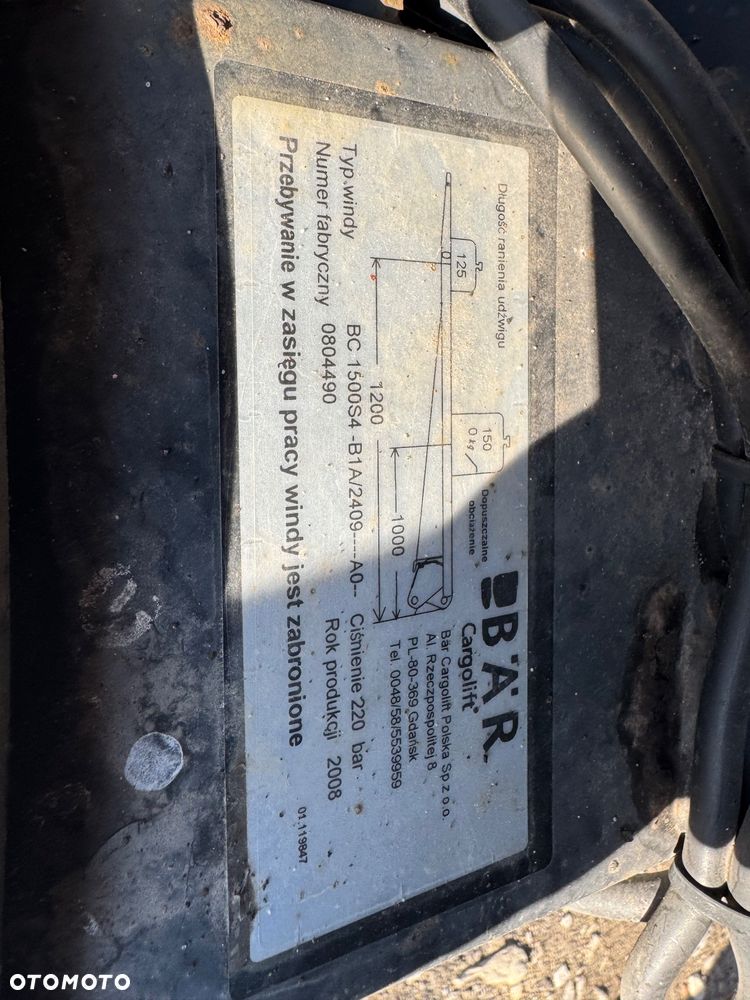 BÄR
Cargolift
Bär Cargolift Polska Sp z o.o.
Al. Rzeczpospolitej 8
PL-80-369 Gdańsk
Tel. 0048/58/5539959
Długość ramienia udźwigu
Dopuszczalne
obciążenie
125
0
150
0 kg
1000
1200
Typ.windy BC 1500S4 -B1A/2409----A0-- Ciśnienie 220 bar
Numer fabryczny 0804490 Rok produkcji 2008
Przebywanie w zasięgu pracy windy jest zabronione
01.119847
OTOMOTO